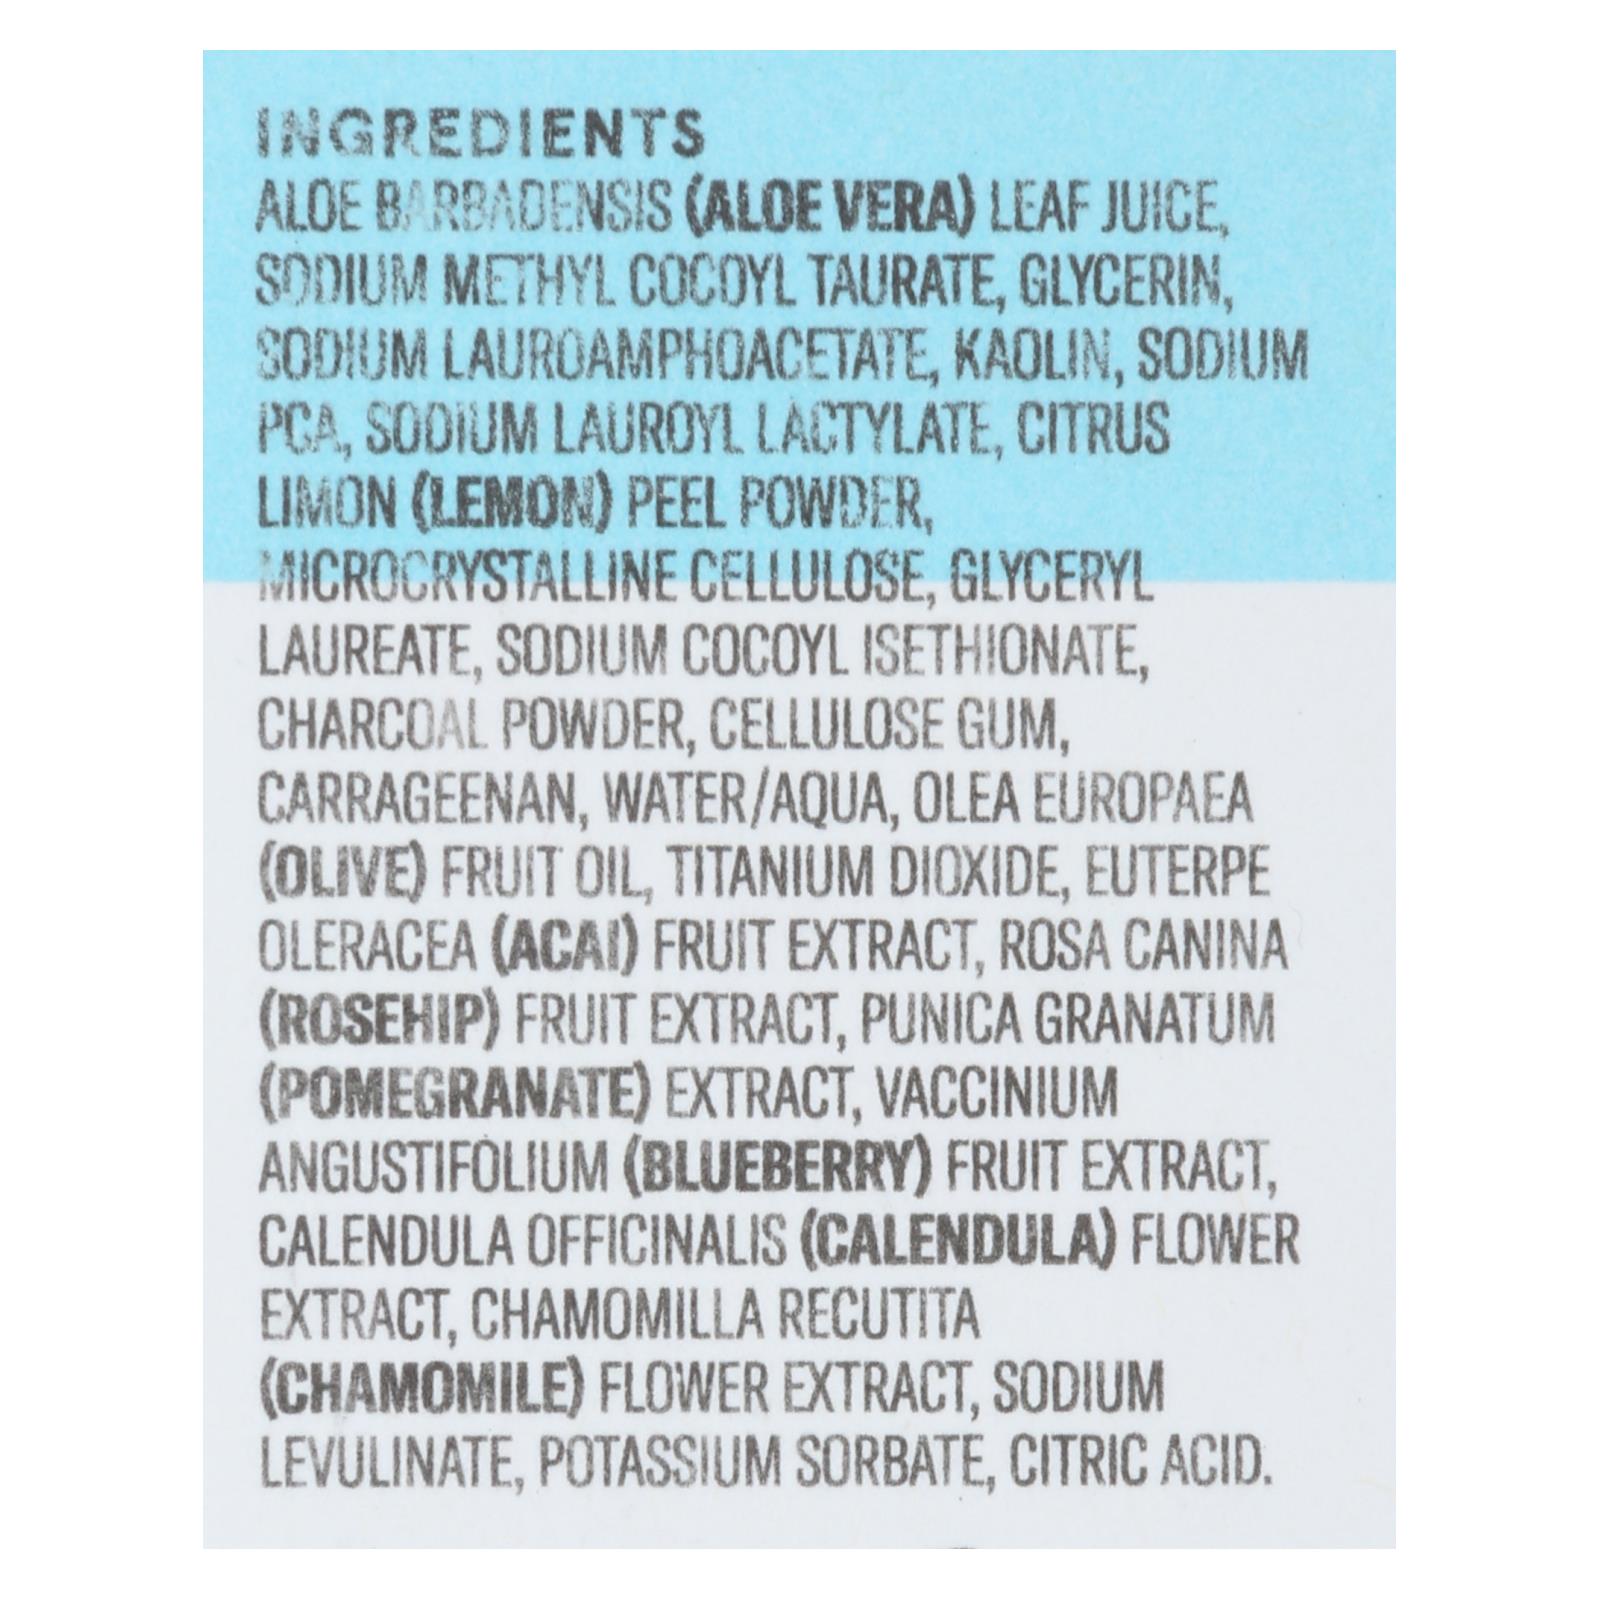 INGREDIENTS
ALOE BARBADENSIS (ALOE VERA) LEAF JUICE,
SODIUM METHYL COCOYL TAURATE, GLYCERIN,
SODIUM LAUROAMPHOACETATE, KAOLIN, SODIUM
PCA, SODIUM LAUROYL LACTYLATE, CITRUS
LIMON (LEMON) PEEL POWDER,
MICROCRYSTALLINE CELLULOSE, GLYCERYL
LAUREATE, SODIUM COCOYL ISETHIONATE,
CHARCOAL POWDER, CELLULOSE GUM,
CARRAGEENAN, WATER/AQUA, OLEA EUROPAEA
(OLIVE) FRUIT OIL, TITANIUM DIOXIDE, EUTERPE
OLERACEA (ACAI) FRUIT EXTRACT, ROSA CANINA
(ROSEHIP) FRUIT EXTRACT, PUNICA GRANATUM
(POMEGRANATE) EXTRACT, VACCINIUM
ANGUSTIFOLIUM (BLUEBERRY) FRUIT EXTRACT,
CALENDULA OFFICINALIS (CALENDULA) FLOWER
EXTRACT, CHAMOMILLA RECUTITA
(CHAMOMILE) FLOWER EXTRACT, SODIUM
LEVULINATE, POTASSIUM SORBATE, CITRIC ACID.